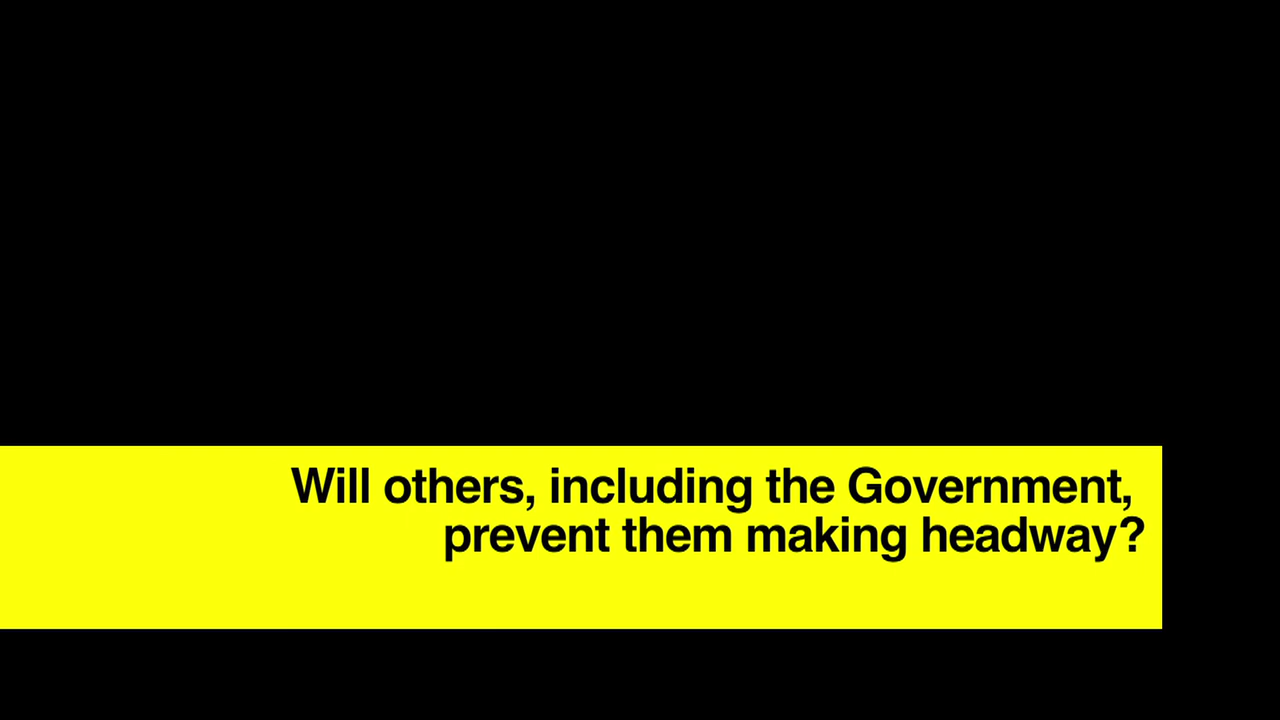 Will others, including the Government,
prevent them making headway?